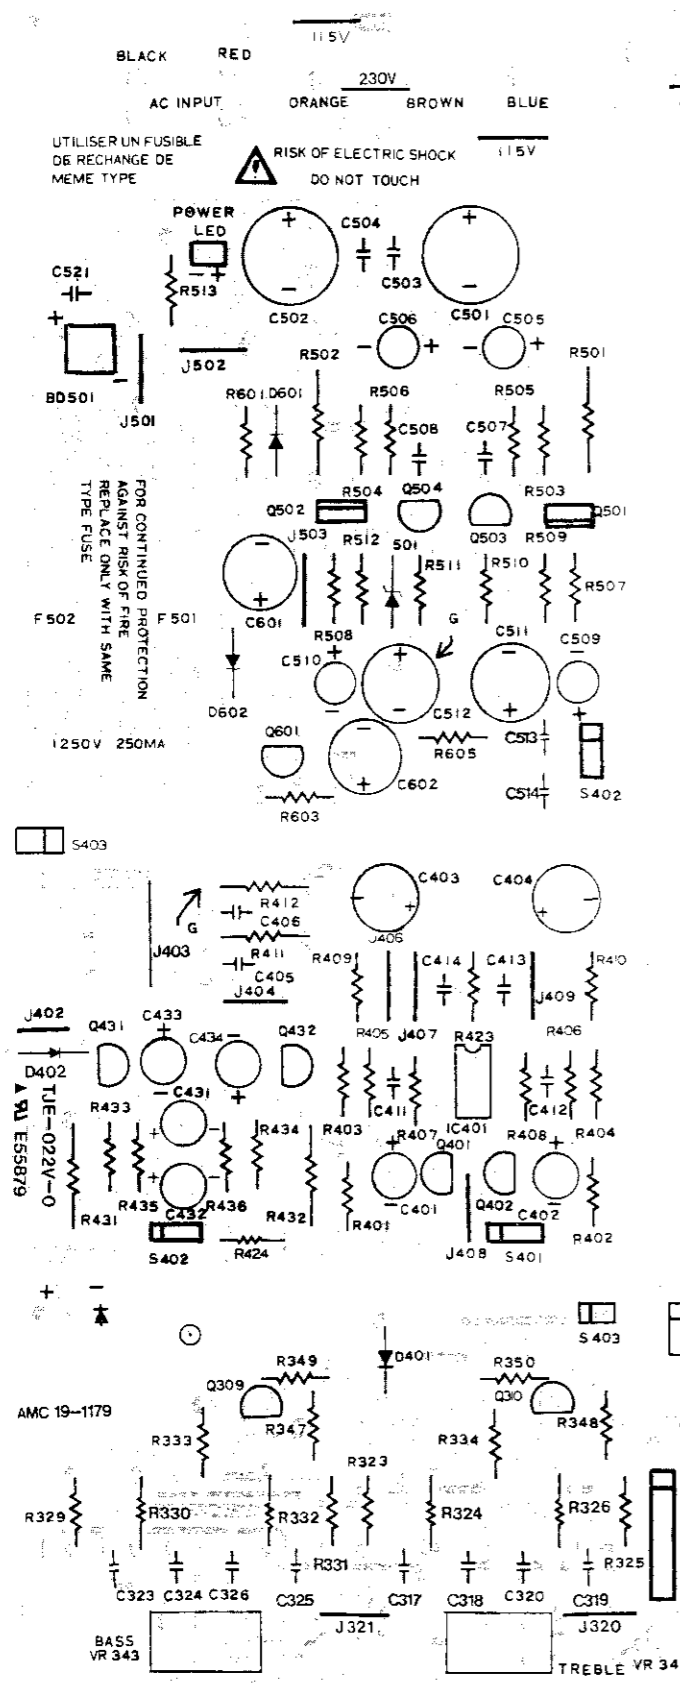 115V
BLACK RED
230V
AC INPUT ORANGE BROWN BLUE
115V
UTILISER UN FUSIBLE
DE RECHANGE DE
MEME TYPE
RISK OF ELECTRIC SHOCK
DO NOT TOUCH
POWER
LED
C504
C521
R513
C503
C502 C506 C501 C505
R502 R501
J502
BD501
J501
R601 D601 R506 R505
C508 C507
FOR CONTINUED PROTECTION
AGAINST RISK OF FIRE
REPLACE ONLY WITH SAME
TYPE FUSE
Q502 R504 Q504 R503 Q501
J503 R512 501 Q503 R509
R511 R510 R507
F502 F501
C601 R508 G C511 C509
C510
D602 C512
Q601 R605 C513
1250V 250MA
C602 C514 S402
R603
S403
C403 C404
R412
G C406
J403 R411 J406
C405 R409 C414 C413 R410
J404 J409
J402 Q431 C433 C434 Q432 R405 J407 R423 R406
D402
C431 C411 IC401 C412
TJE-022V-0
E55879
R433 R434 R403 R407 Q401 R408 R404
R435 R436
R431 C432 R432 R401 C401 Q402 C402 R402
S402 R424 J408 S401
+ −
S403
R349 D401 R350
Q309 Q310
AMC 19-1179
R347 R348
R333 R334
R323
R329 R330 R332 R324 R326
R331 R325
C323 C324 C326 C325 C317 C318 C320 C319
J321 J320
BASS
VR 343
TREBLE VR 34